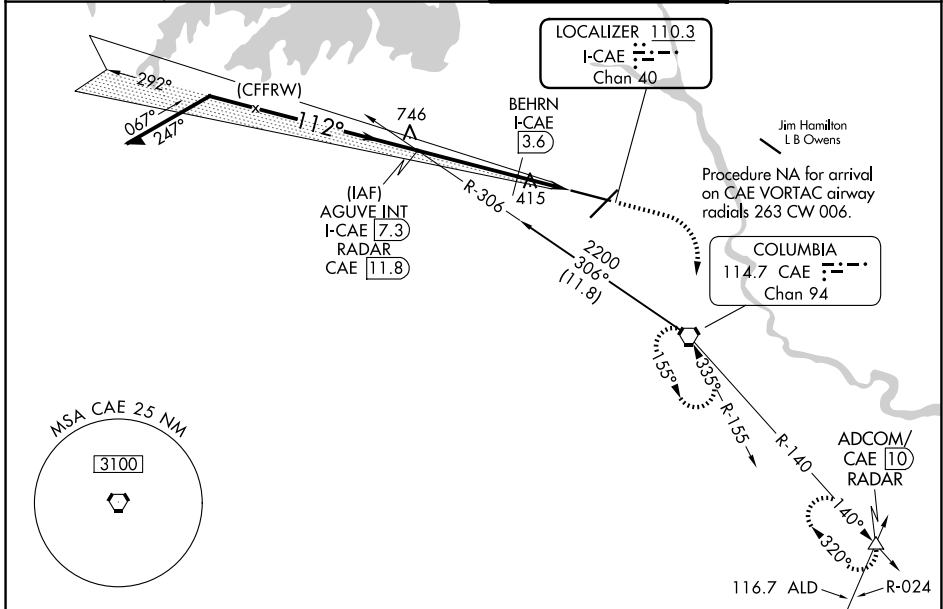 LOCALIZER 110.3
I-CAE
Chan 40
292°
(CFFRW)
067°
247°
112°
746
BEHRN
I-CAE
3.6
415
Jim Hamilton
L B Owens
Procedure NA for arrival
on CAE VORTAC airway
radials 263 CW 006.
(IAF)
AGUVE INT
I-CAE 7.3
RADAR
CAE 11.8
R-306
2200
306°
(11.8)
COLUMBIA
114.7 CAE
Chan 94
155°
335°
R-155
R-140
MSA CAE 25 NM
3100
ADCOM/
CAE 10
RADAR
140°
320°
116.7 ALD
R-024